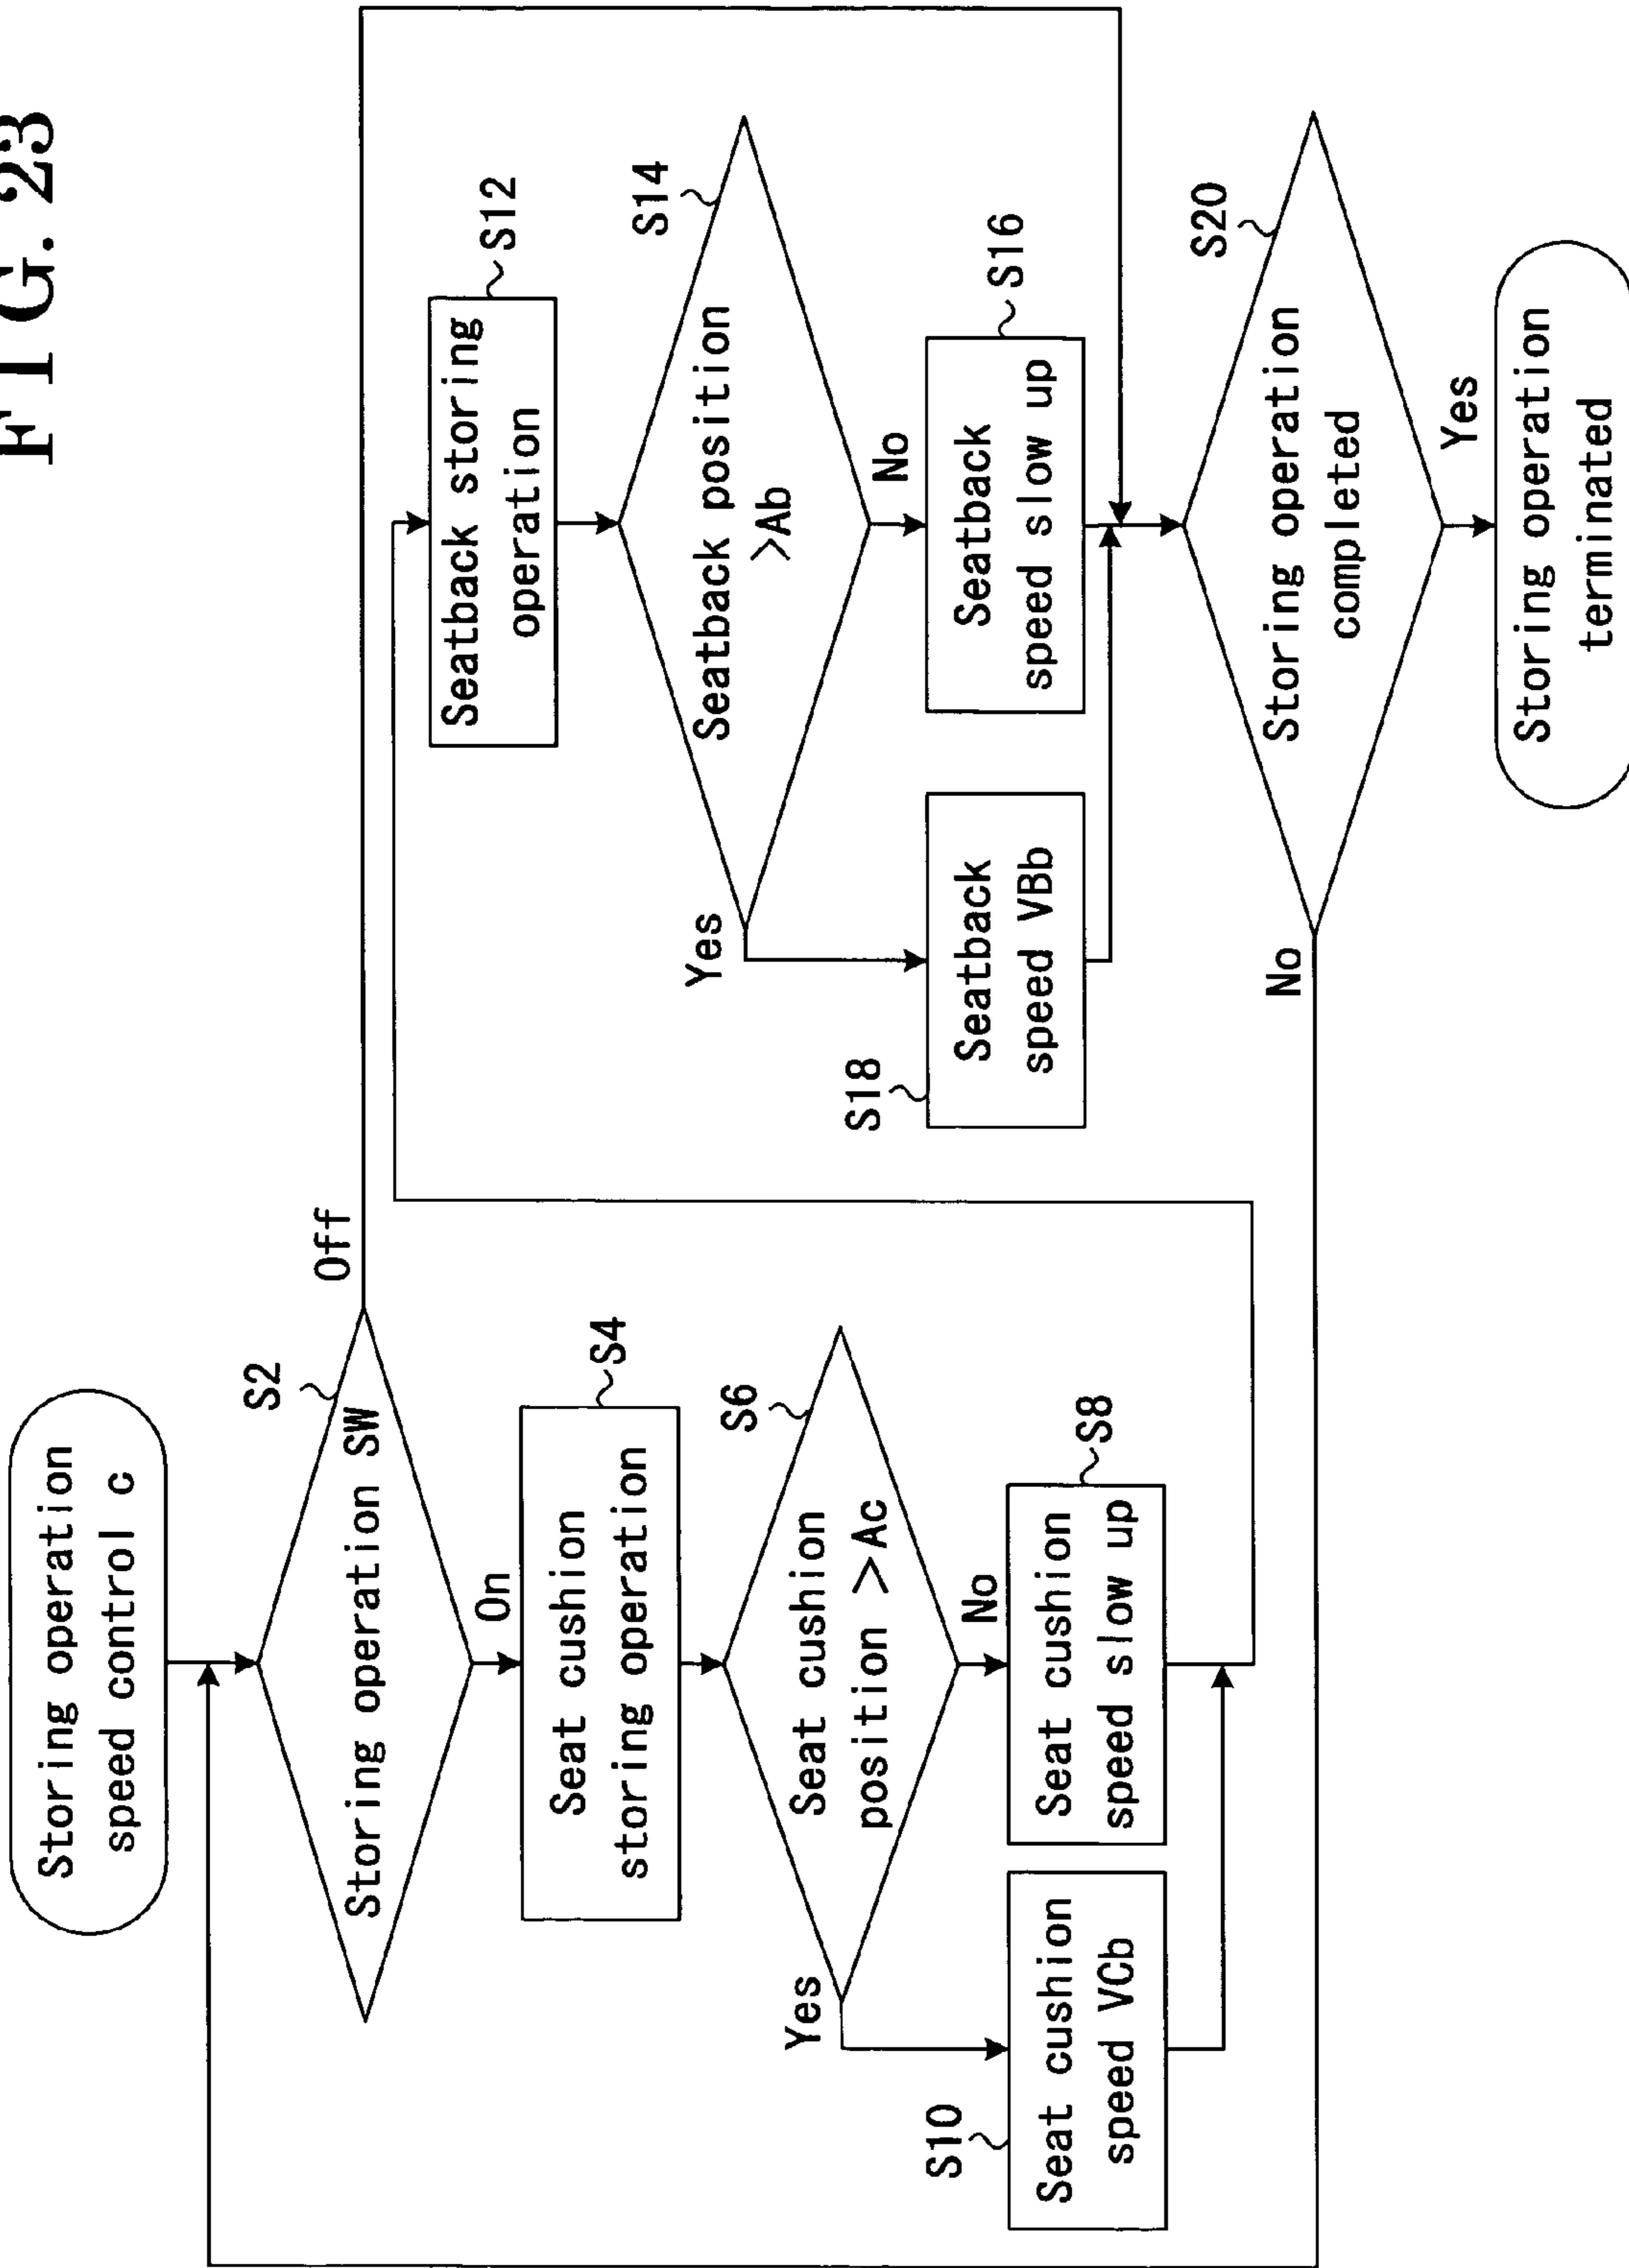 FIG. 23
Storing operation
speed control c
S2
Storing operation SW
Off
On
S4
Seat cushion
storing operation
S6
Seat cushion
position >Ac
Yes
No
S8
Seat cushion
speed slow up
S10
Seat cushion
speed VCb
S12
Seatback storing
operation
S14
Seatback position
>Ab
Yes
No
S16
Seatback
speed slow up
S18
Seatback
speed VBb
S20
Storing operation
completed
No
Yes
Storing operation
terminated